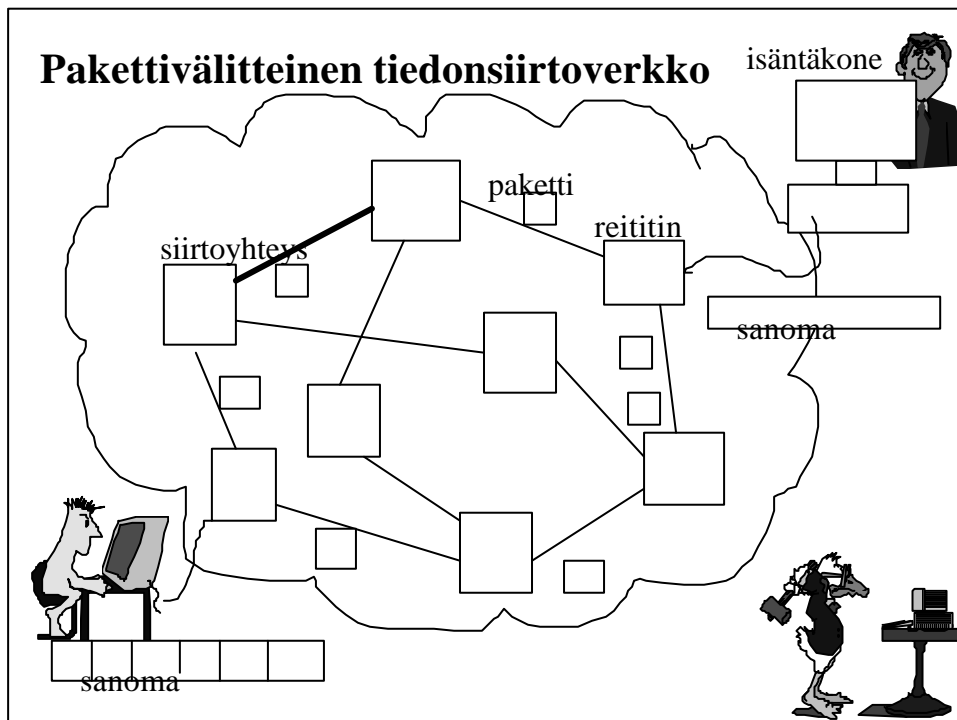 Pakettivälitteinen tiedonsiirtoverkko
isäntäkone
paketti
reititin
siirtoyhteys
sanoma
sanoma